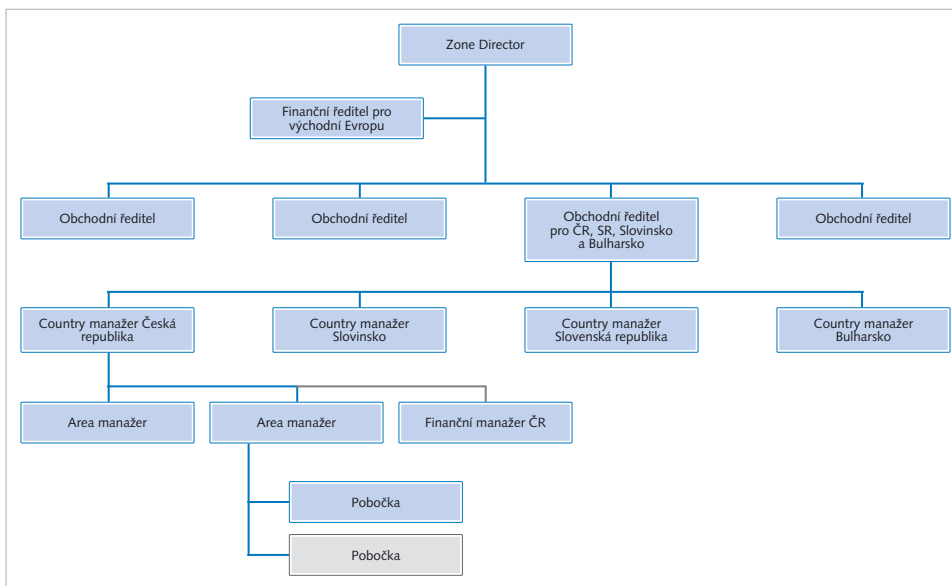 Zone Director
Finanční ředitel pro
východní Evropu
Obchodní ředitel
Obchodní ředitel
Obchodní ředitel
pro ČR, SR, Slovinsko
a Bulharsko
Obchodní ředitel
Country manažer Česká
republika
Country manažer
Slovinsko
Country manažer
Slovenská republika
Country manažer
Bulharsko
Area manažer
Area manažer
Finanční manažer ČR
Pobočka
Pobočka